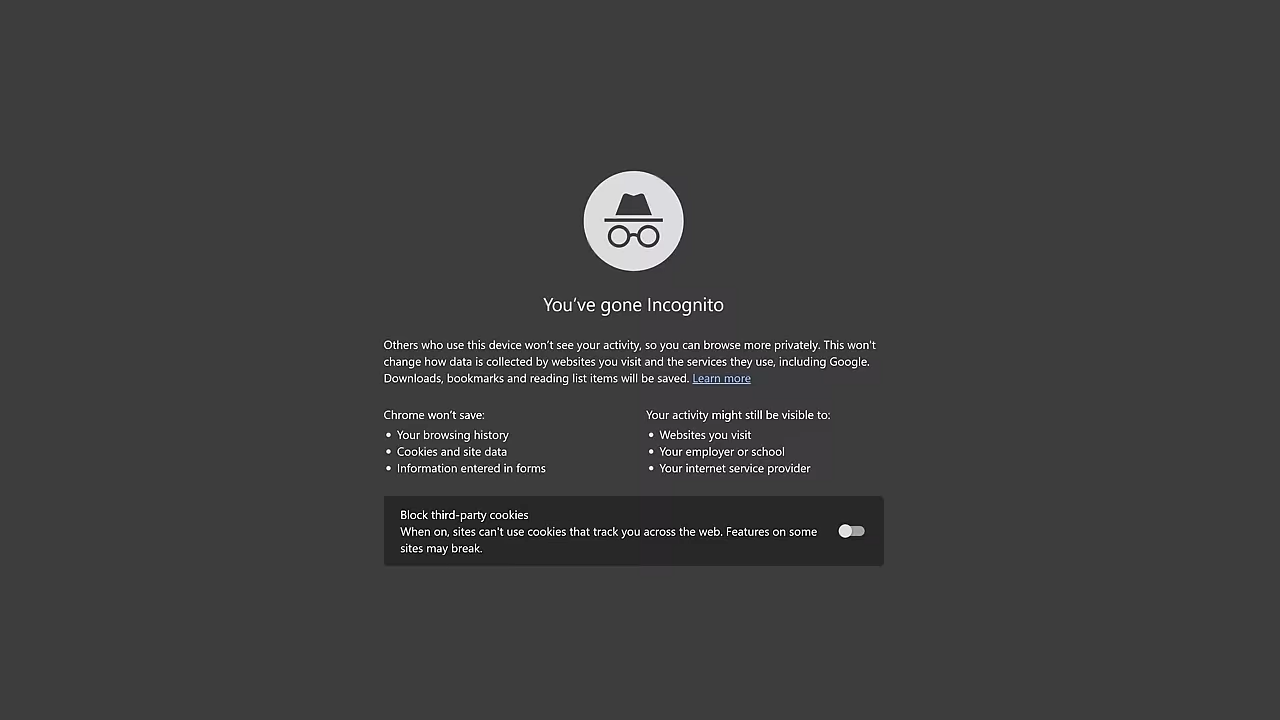 You've gone Incognito
Others who use this device won't see your activity, so you can browse more privately. This won't
change how data is collected by websites you visit and the services they use, including Google.
Downloads, bookmarks and reading list items will be saved. Learn more
Chrome won't save:
• Your browsing history
• Cookies and site data
• Information entered in forms
Your activity might still be visible to:
• Websites you visit
• Your employer or school
• Your internet service provider
Block third-party cookies
When on, sites can't use cookies that track you across the web. Features on some
sites may break.